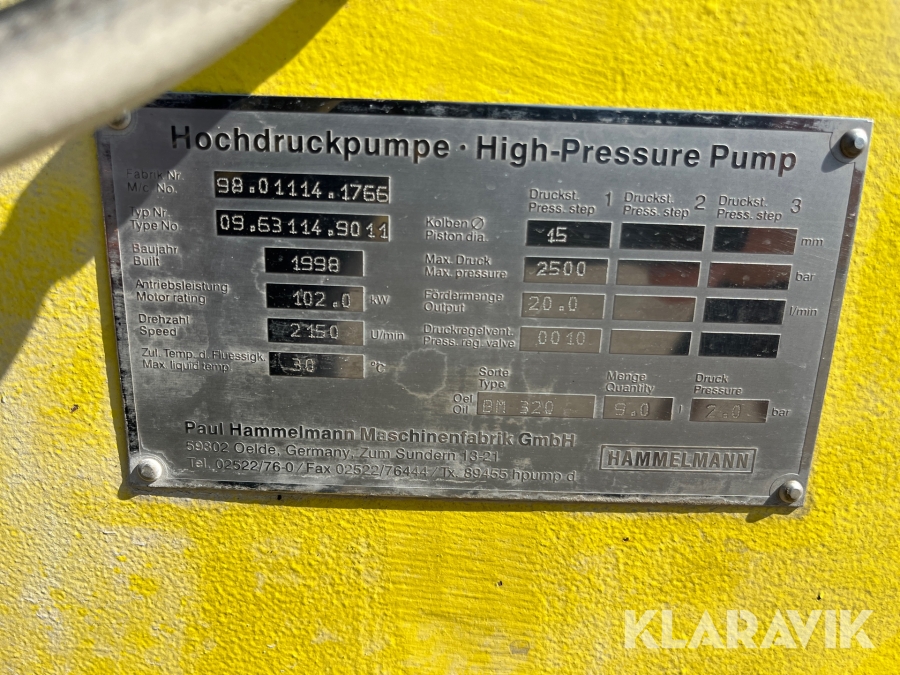 Hochdruckpumpe · High-Pressure Pump
Fabrik Nr.
M/c No.
98.01114.1766
Typ Nr.
Type No.
09.63114.9011
Baujahr
Built
1998
Antriebsleistung
Motor rating
102.0 kW
Drehzahl
Speed
2150 U/min
Zul. Temp. d. Fluessigk.
Max liquid temp.
30 °C
Druckst. 1 Druckst. 2 Druckst. 3
Press. step Press. step Press. step
Kolben Ø
Piston dia.
15 mm
Max. Druck
Max. pressure
2500 bar
Fördermenge
Output
20.0 l/min
Druckregelvent.
Press. reg. valve
0010
Sorte Menge Druck
Type Quantity Pressure
Oel
Oil
BM 320 9.0 l 2.0 bar
Paul Hammelmann Maschinenfabrik GmbH
59302 Oelde, Germany, Zum Sundern 13-21
Tel. 02522/76-0/Fax 02522/76444/Tx. 89455 hpump d
HAMMELMANN
KLARAVIK